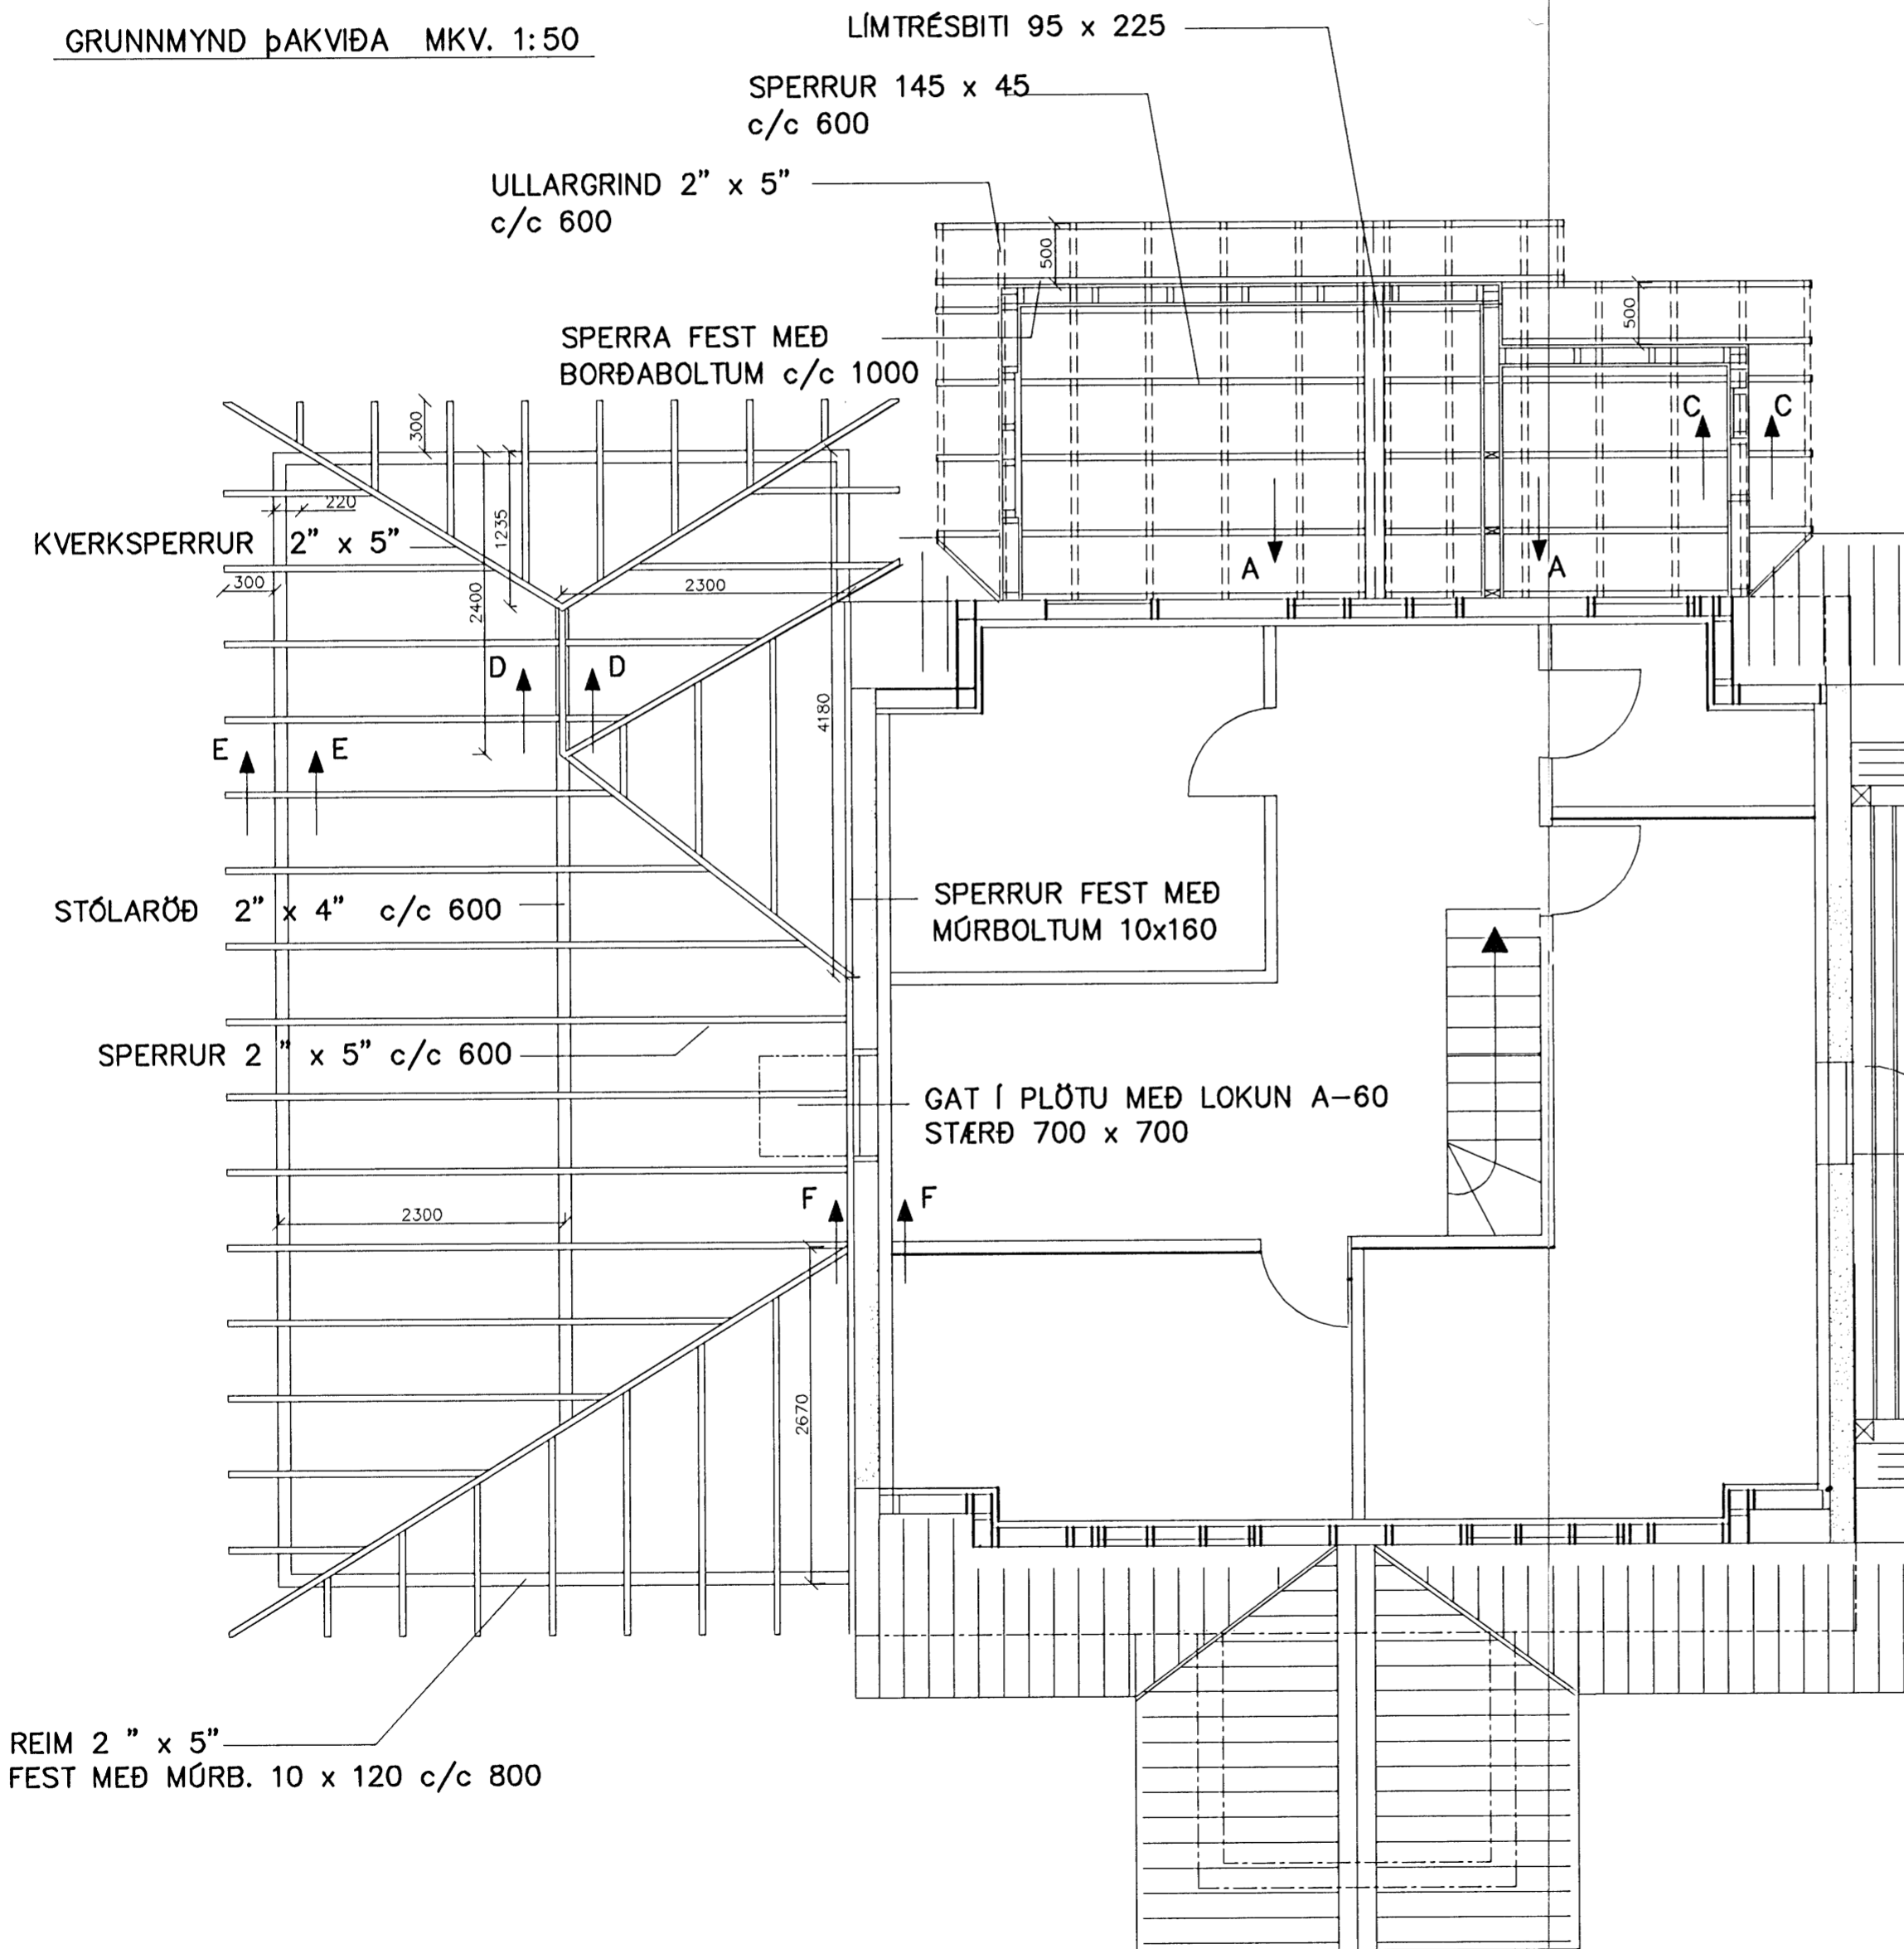 GRUNNMYND ÞAKVIÐA MKV. 1:50
LÍMTRÉSBITI 95 x 225
SPERRUR 145 x 45
c/c 600
ULLARGRIND 2” x 5”
c/c 600
500
500
SPERRA FEST MEÐ
BORÐABOLTUM c/c 1000
300
C C
220
1235
KVERKSPERRUR 2” x 5”
A A
300
2400
2300
D D
4180
E E
STÓLARÖÐ 2” x 4” c/c 600
SPERRUR FEST MEÐ
MÚRBOLTUM 10x160
SPERRUR 2 ” x 5” c/c 600
GAT Í PLÖTU MEÐ LOKUN A-60
STÆRÐ 700 x 700
F F
2300
2670
REIM 2 ” x 5”
FEST MEÐ MÚRB. 10 x 120 c/c 800